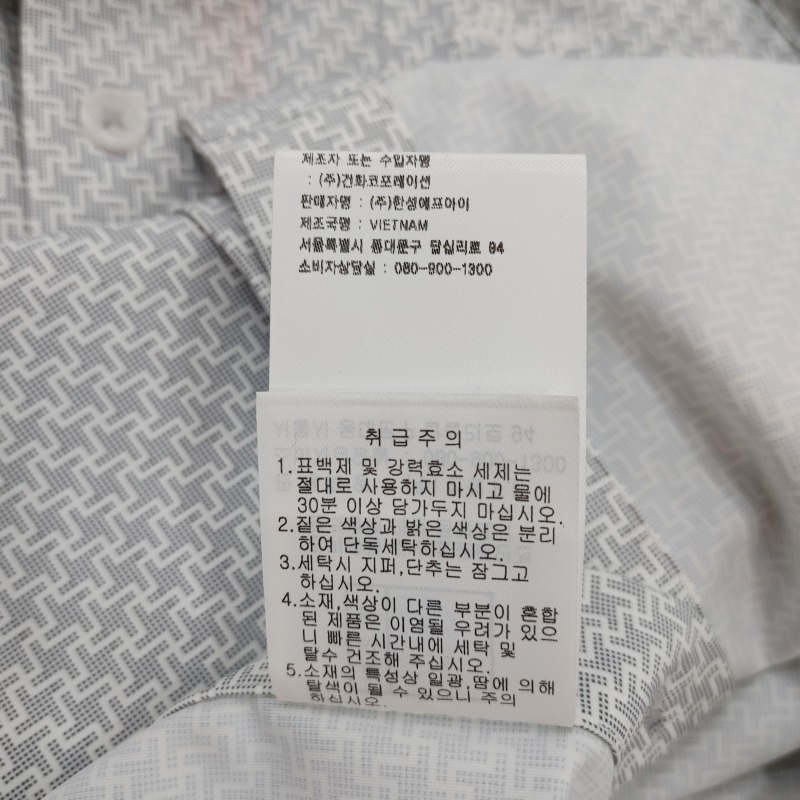 제조자 또는 수입자명
: (주)건화코포레이션
판매자명 : (주)한성에프아이
제조국명 : VIETNAM
서울특별시 동대문구 답십리로 94
소비자상담실 : 080-900-1300
취급주의
1.표백제 및 강력효소 세제는
절대로 사용하지 마시고 물에
30분 이상 담가두지 마십시오.
2.짙은 색상과 밝은 색상은 분리
하여 단독세탁하십시오.
3.세탁시 지퍼,단추는 잠그고
하십시오.
4.소재,색상이 다른 부분이 혼합
된 제품은 이염될 우려가 있으
니 빠른 시간내에 세탁 및
탈수 건조해 주십시오.
5.소재의 특성상 일광,땀에 의해
탈색이 될 수 있으니 주의
하십시오.